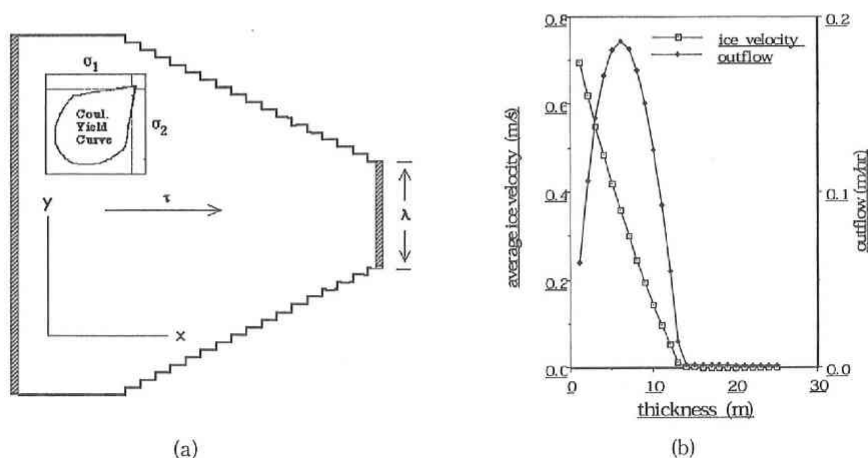 σ1
Coul.
Yield
Curve
σ2
y
τ
λ
x
(a)
0.8
0.6
0.4
0.2
0.0
average ice velocity (m/s)
ice velocity
outflow
0.2
0.1
0.0
outflow (m/hr)
0
10
20
30
thickness (m)
(b)